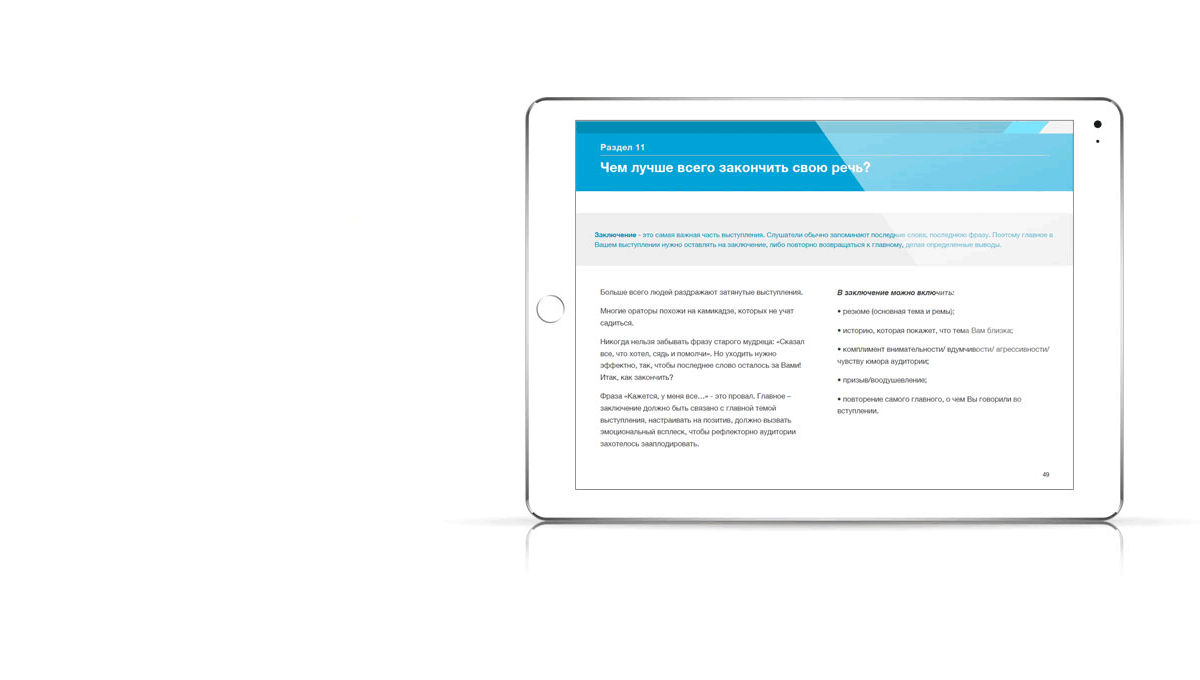 Раздел 11
Чем лучше всего закончить свою речь?
Заключение - это самая важная часть выступления. Слушатели обычно запоминают последние слова, последнюю фразу. Поэтому главное в
Вашем выступлении нужно оставлять на заключение, либо повторно возвращаться к главному, делая определенные выводы.
Больше всего людей раздражают затянутые выступления.
Многие ораторы похожи на камикадзе, которых не учат
садиться.
Никогда нельзя забывать фразу старого мудреца: «Сказал
все, что хотел, сядь и помолчи». Но уходить нужно
эффектно, так, чтобы последнее слово осталось за Вами!
Итак, как закончить?
Фраза «Кажется, у меня все…» - это провал. Главное –
заключение должно быть связано с главной темой
выступления, настраивать на позитив, должно вызвать
эмоциональный всплеск, чтобы рефлекторно аудитории
захотелось зааплодировать.
В заключение можно включить:
• резюме (основная тема и ремы);
• историю, которая покажет, что тема Вам близка;
• комплимент внимательности/ вдумчивости/ агрессивности/
чувству юмора аудитории;
• призыв/воодушевление;
• повторение самого главного, о чем Вы говорили во
вступлении.
49